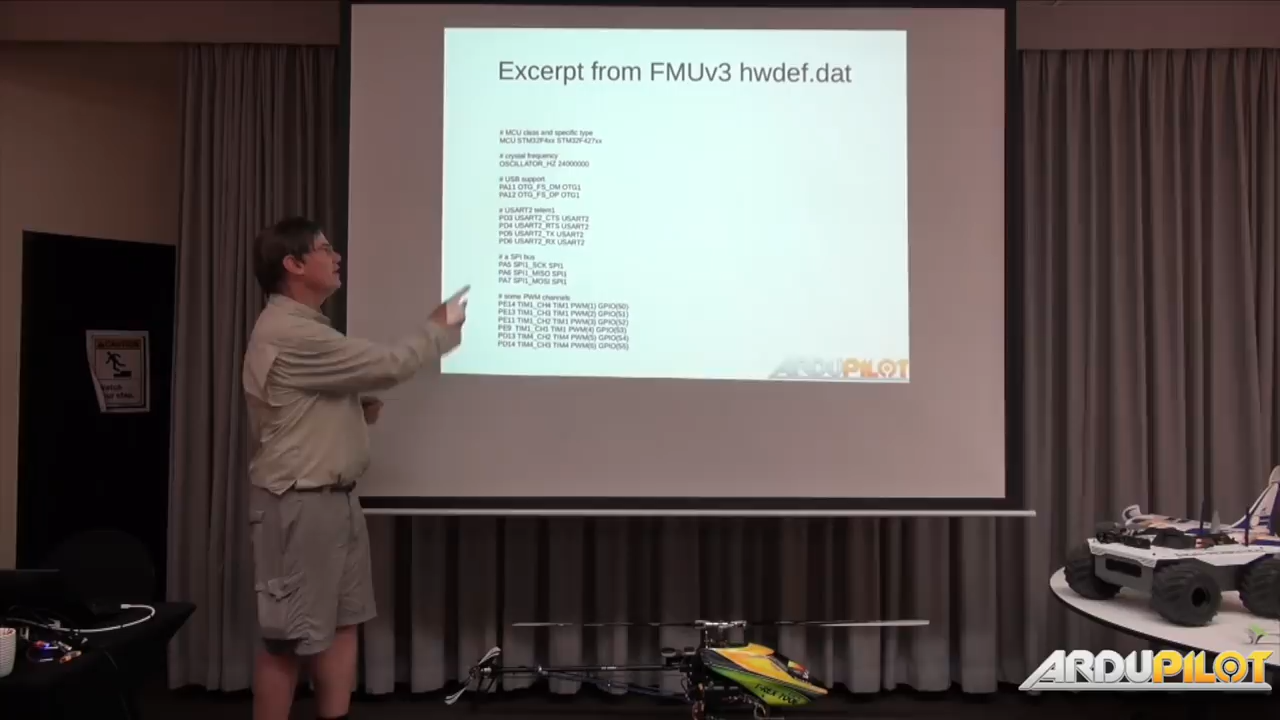 Excerpt from FMUv3 hwdef.dat
# MCU class and specific type
MCU STM32F4xx STM32F427xx
# crystal frequency
OSCILLATOR_HZ 24000000
# USB support
PA11 OTG_FS_DM OTG1
PA12 OTG_FS_DP OTG1
# USART2 telem1
PD3 USART2_CTS USART2
PD4 USART2_RTS USART2
PD5 USART2_TX USART2
PD6 USART2_RX USART2
# a SPI bus
PA5 SPI1_SCK SPI1
PA6 SPI1_MISO SPI1
PA7 SPI1_MOSI SPI1
# some PWM channels
PE14 TIM1_CH4 TIM1 PWM(1) GPIO(50)
PE13 TIM1_CH3 TIM1 PWM(2) GPIO(51)
PE11 TIM1_CH2 TIM1 PWM(3) GPIO(52)
PE9 TIM1_CH1 TIM1 PWM(4) GPIO(53)
PD13 TIM4_CH2 TIM4 PWM(5) GPIO(54)
PD14 TIM4_CH3 TIM4 PWM(6) GPIO(55)
ARDUPILOT
CAUTION
T-REX 700E
ARDUPILOT